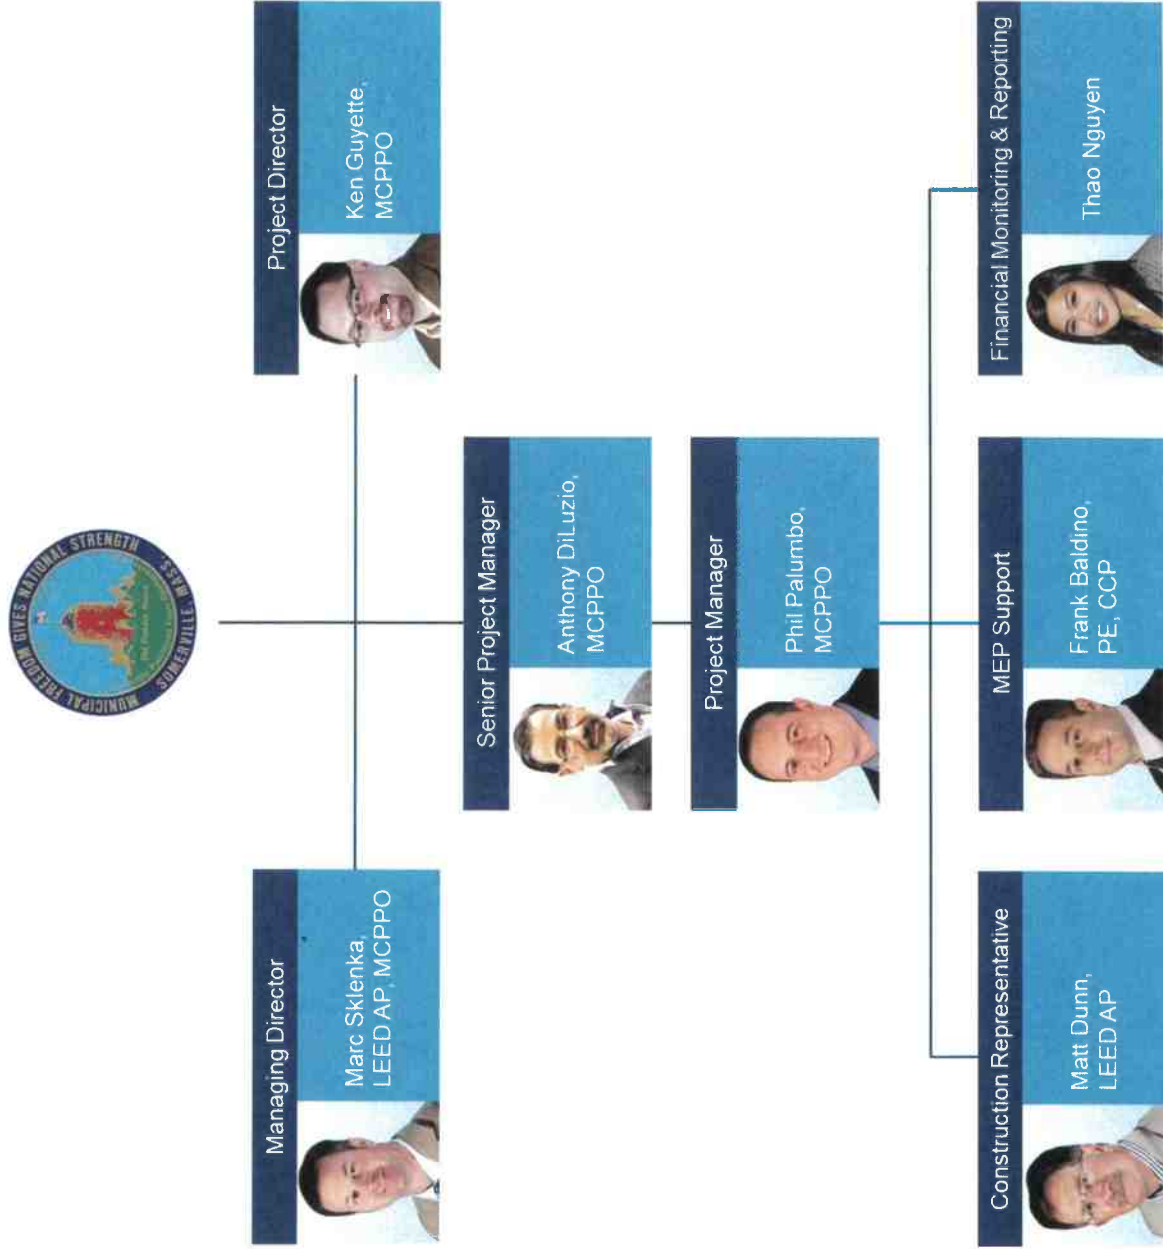 MUNICIPAL FREEDOM GIVES NATIONAL STRENGTH
SOMERVILLE, MASS.
Managing Director
Marc Sklenka,
LEED AP, MCPPO
Project Director
Ken Guyette,
MCPPO
Senior Project Manager
Anthony DiLuzio,
MCPPO
Project Manager
Phil Palumbo,
MCPPO
Construction Representative
Matt Dunn,
LEED AP
MEP Support
Frank Baldino,
PE, CCP
Financial Monitoring & Reporting
Thao Nguyen